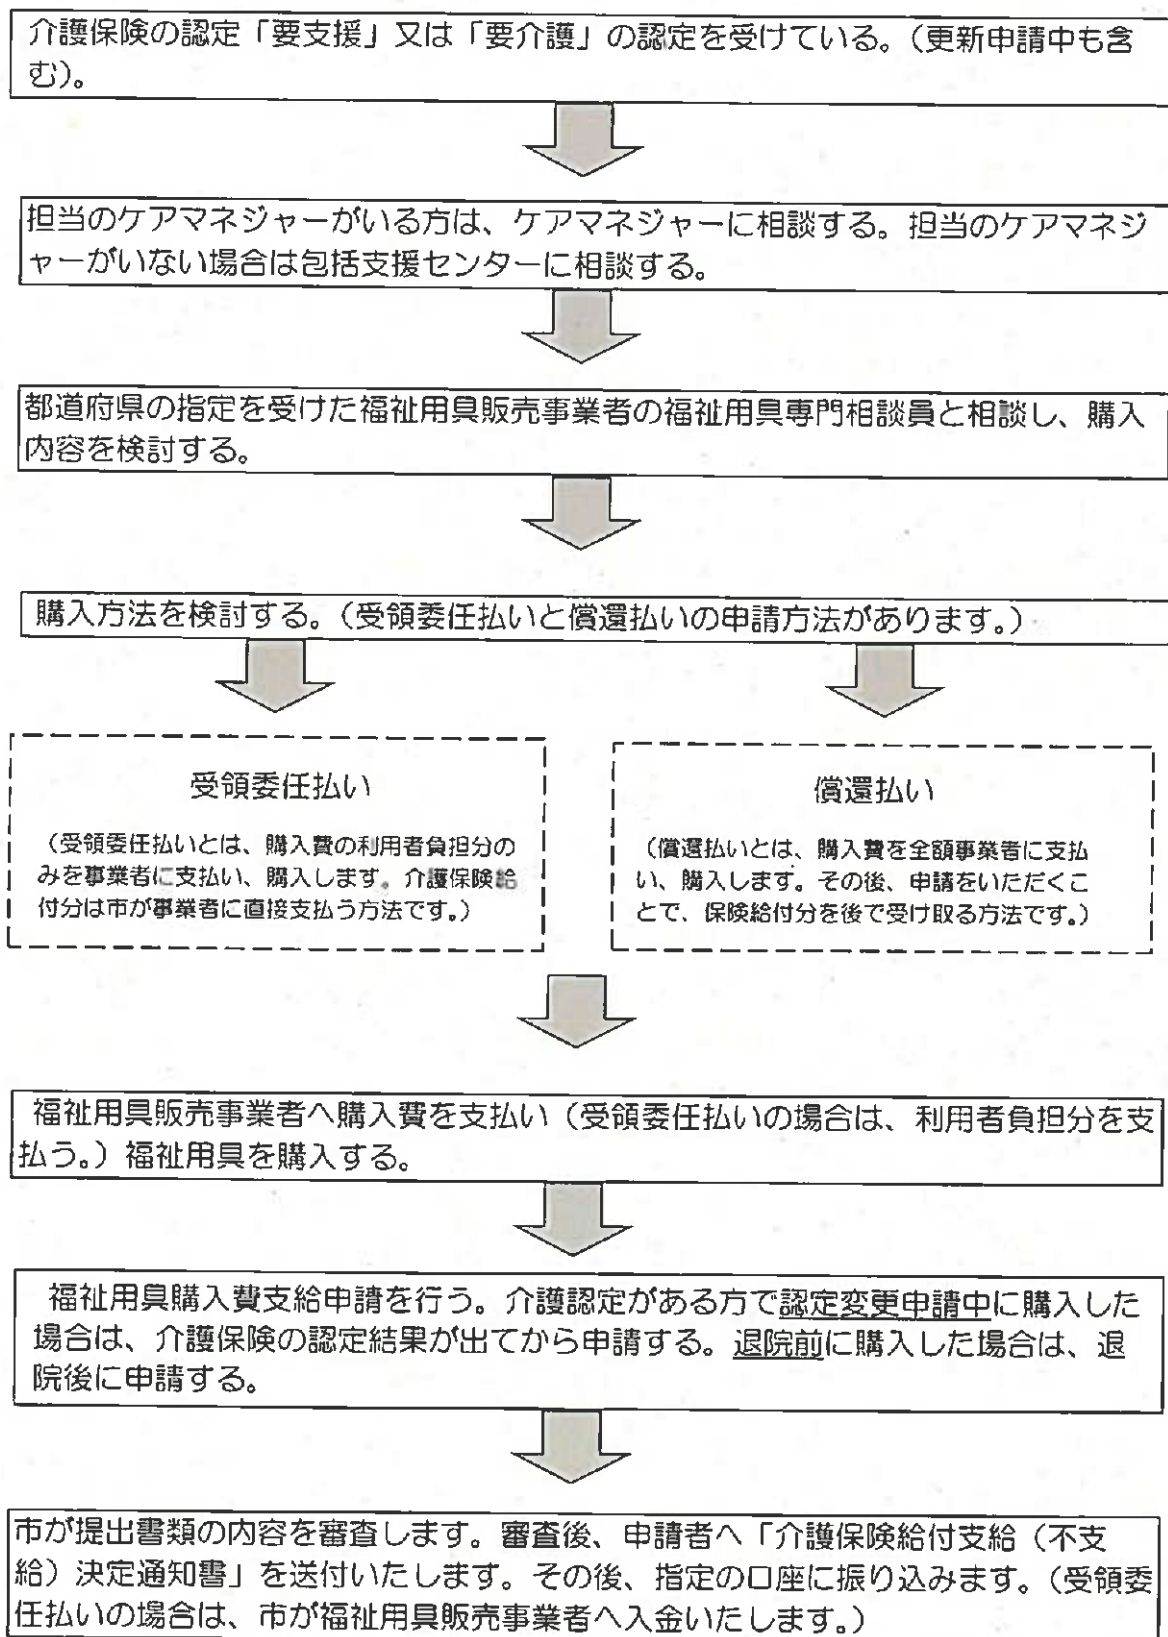 介護保険の認定「要支援」又は「要介護」の認定を受けている。（更新申請中も含
む）。
担当のケアマネジャーがいる方は、ケアマネジャーに相談する。担当のケアマネジ
ャーがいない場合は包括支援センターに相談する。
都道府県の指定を受けた福祉用具販売事業者の福祉用具専門相談員と相談し、購入
内容を検討する。
購入方法を検討する。（受領委任払いと償還払いの申請方法があります。）
受領委任払い
（受領委任払いとは、購入費の利用者負担分の
みを事業者に支払い、購入します。介護保険給
付分は市が事業者に直接支払う方法です。）
償還払い
（償還払いとは、購入費を全額事業者に支払
い、購入します。その後、申請をいただくこ
とで、保険給付分を後で受け取る方法です。）
福祉用具販売事業者へ購入費を支払い（受領委任払いの場合は、利用者負担分を支
払う。）福祉用具を購入する。
福祉用具購入費支給申請を行う。介護認定がある方で認定変更申請中に購入した
場合は、介護保険の認定結果が出てから申請する。退院前に購入した場合は、退
院後に申請する。
市が提出書類の内容を審査します。審査後、申請者へ「介護保険給付支給（不支
給）決定通知書」を送付いたします。その後、指定の口座に振り込みます。（受領委
任払いの場合は、市が福祉用具販売事業者へ入金いたします。）